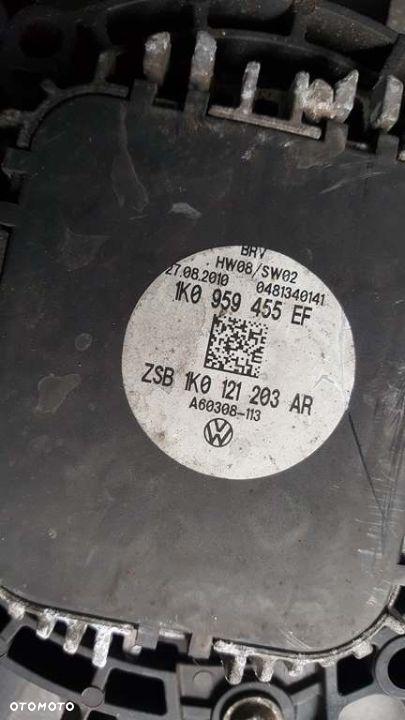 BRV
HW08/SW02
27.08.2010 0481340141
1K0 959 455 EF
ZSB 1K0 121 203 AR
A60308-113
OTOMOTO
OTOMOTO